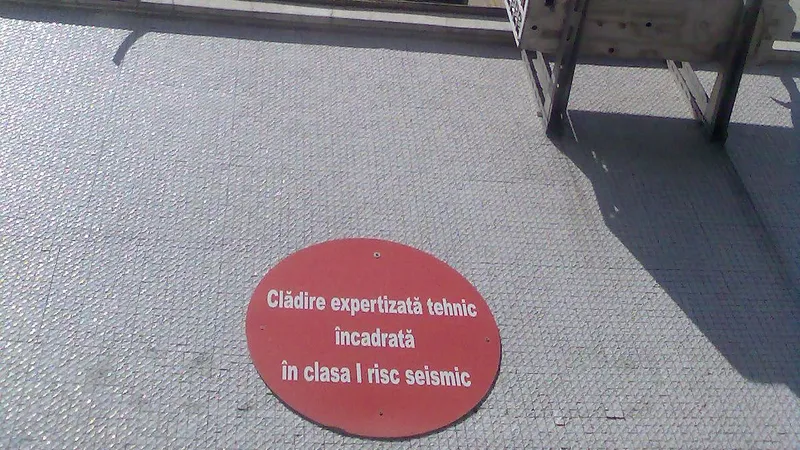 Clădire expertizată tehnic
încadrată
în clasa I risc seismic